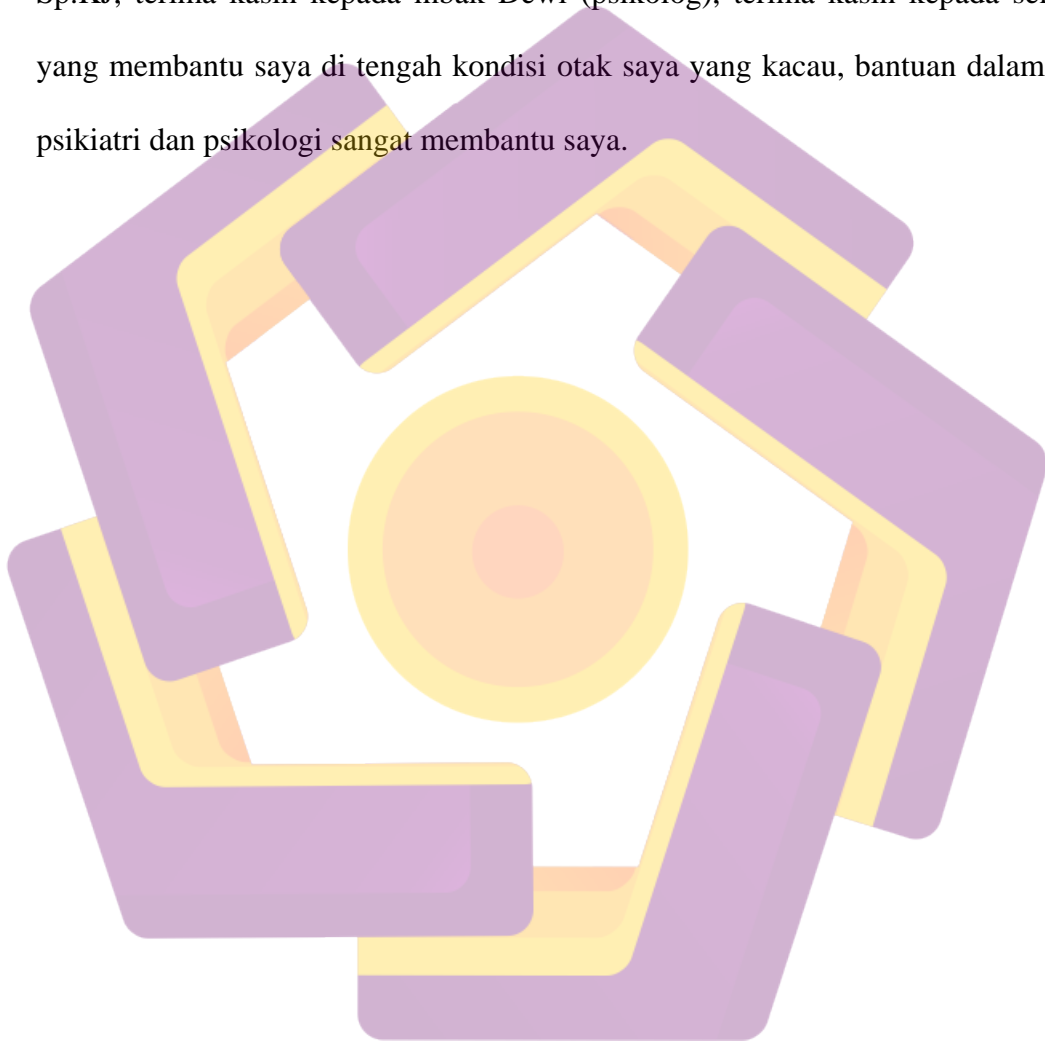 Sp.KJ, terima kasih kepada mbak Dewi (psikolog), terima kasih kepada
yang membantu saya di tengah kondisi otak saya yang kacau, bantuan dalam
psikiatri dan psikologi sangat membantu saya.